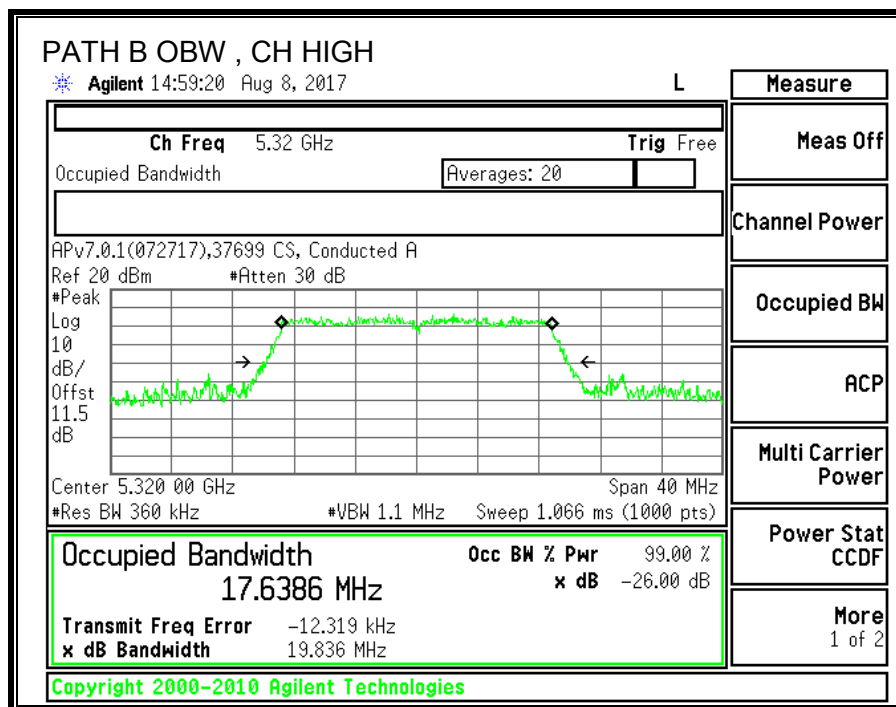 PATH B OBW , CH HIGH
Agilent 14:59:20 Aug 8, 2017 L
Measure
Ch Freq 5.32 GHz Trig Free
Meas Off
Occupied Bandwidth Averages: 20
Channel Power
APv7.0.1(072717),37699 CS, Conducted A
Ref 20 dBm #Atten 30 dB
#Peak
Log
10
dB/
Offst
11.5
dB
Occupied BW
ACP
Multi Carrier
Power
Center 5.320 00 GHz Span 40 MHz
#Res BW 360 kHz #VBW 1.1 MHz Sweep 1.066 ms (1000 pts)
Power Stat
CCDF
Occupied Bandwidth Occ BW % Pwr 99.00 %
17.6386 MHz x dB -26.00 dB
Transmit Freq Error -12.319 kHz
x dB Bandwidth 19.836 MHz
More
1 of 2
Copyright 2000-2010 Agilent Technologies